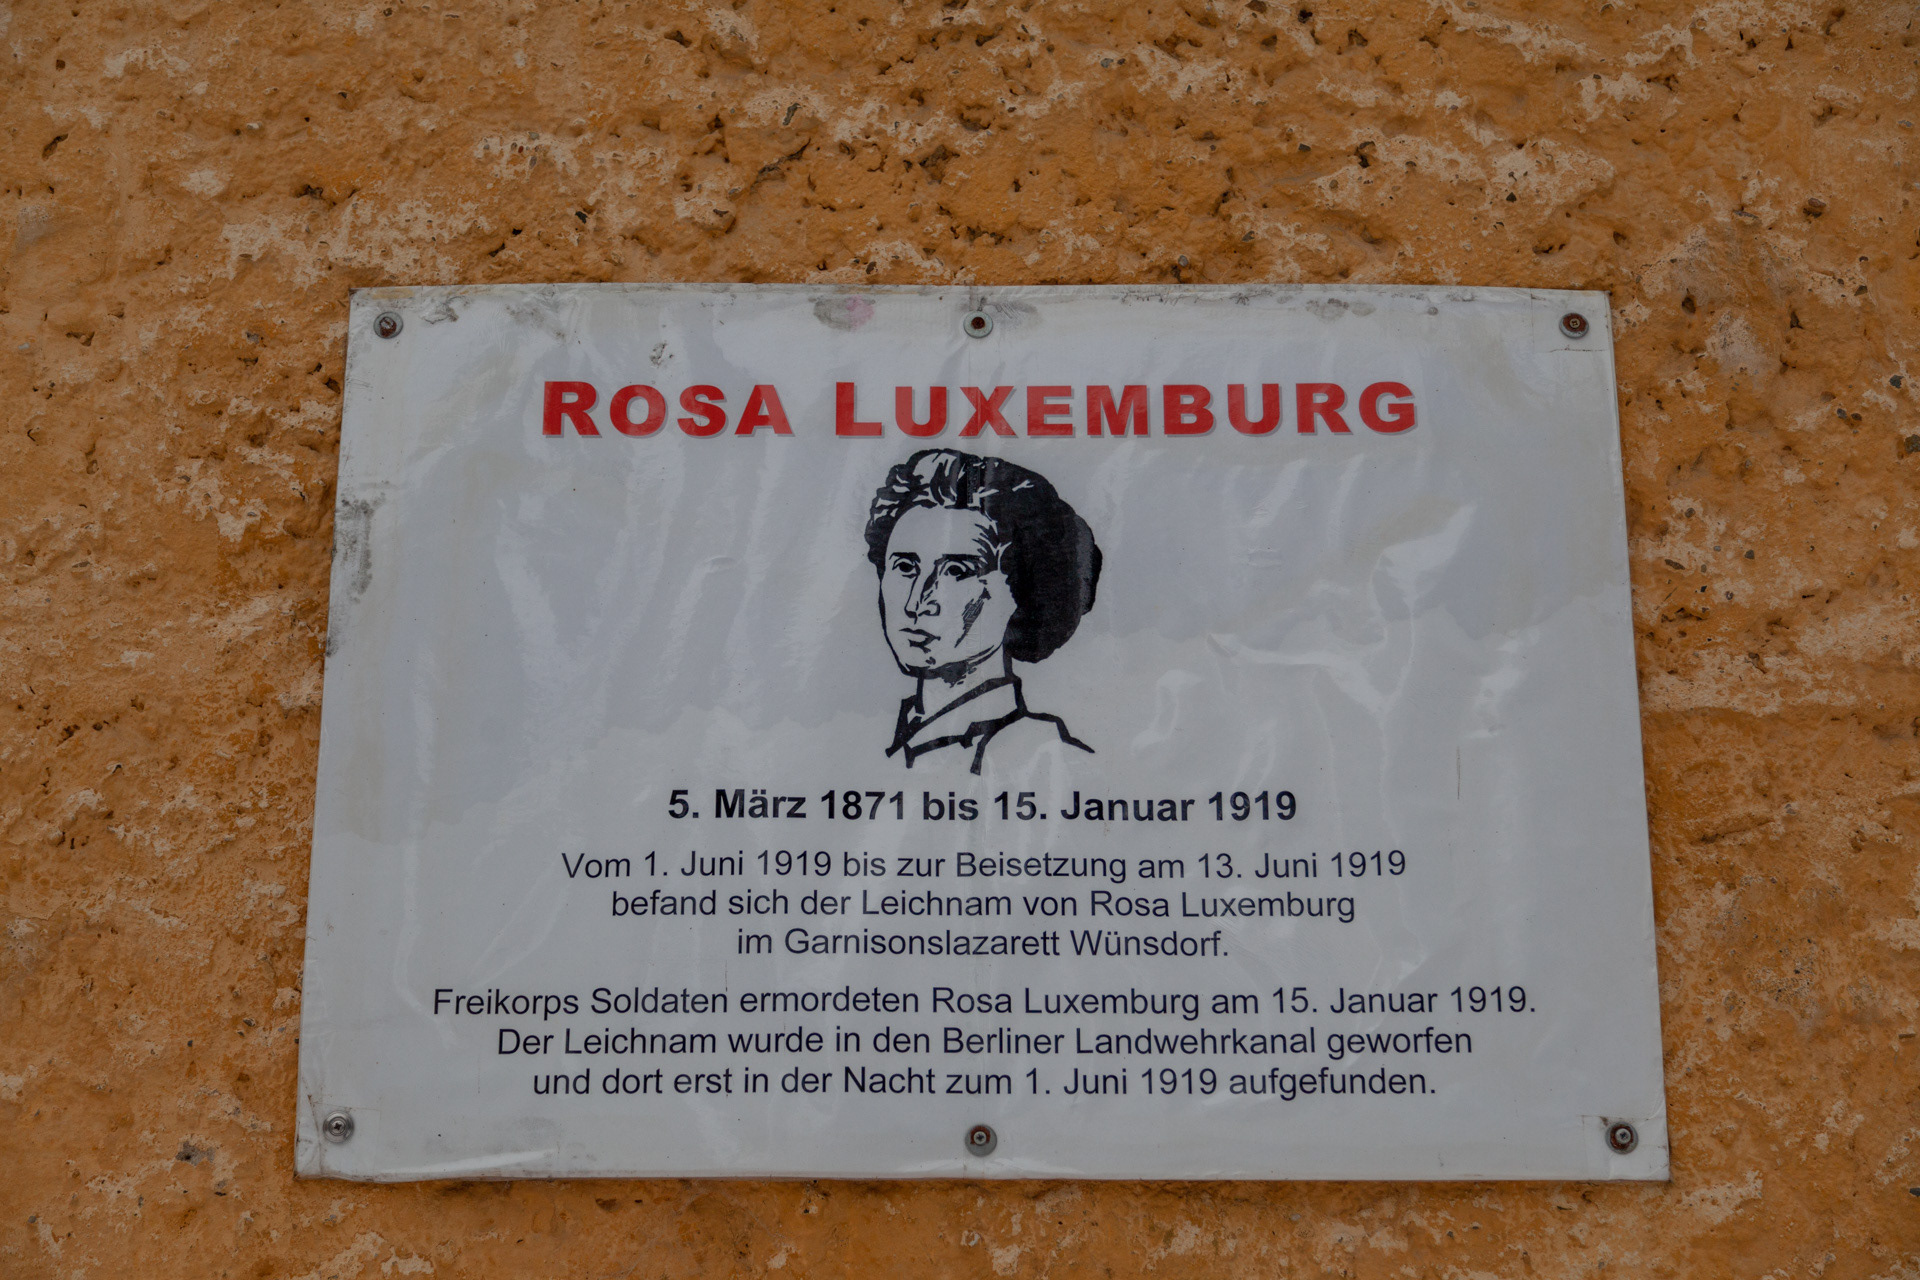 ROSA LUXEMBURG
5. März 1871 bis 15. Januar 1919
Vom 1. Juni 1919 bis zur Beisetzung am 13. Juni 1919
befand sich der Leichnam von Rosa Luxemburg
im Garnisonslazarett Wünsdorf.
Freikorps Soldaten ermordeten Rosa Luxemburg am 15. Januar 1919.
Der Leichnam wurde in den Berliner Landwehrkanal geworfen
und dort erst in der Nacht zum 1. Juni 1919 aufgefunden.